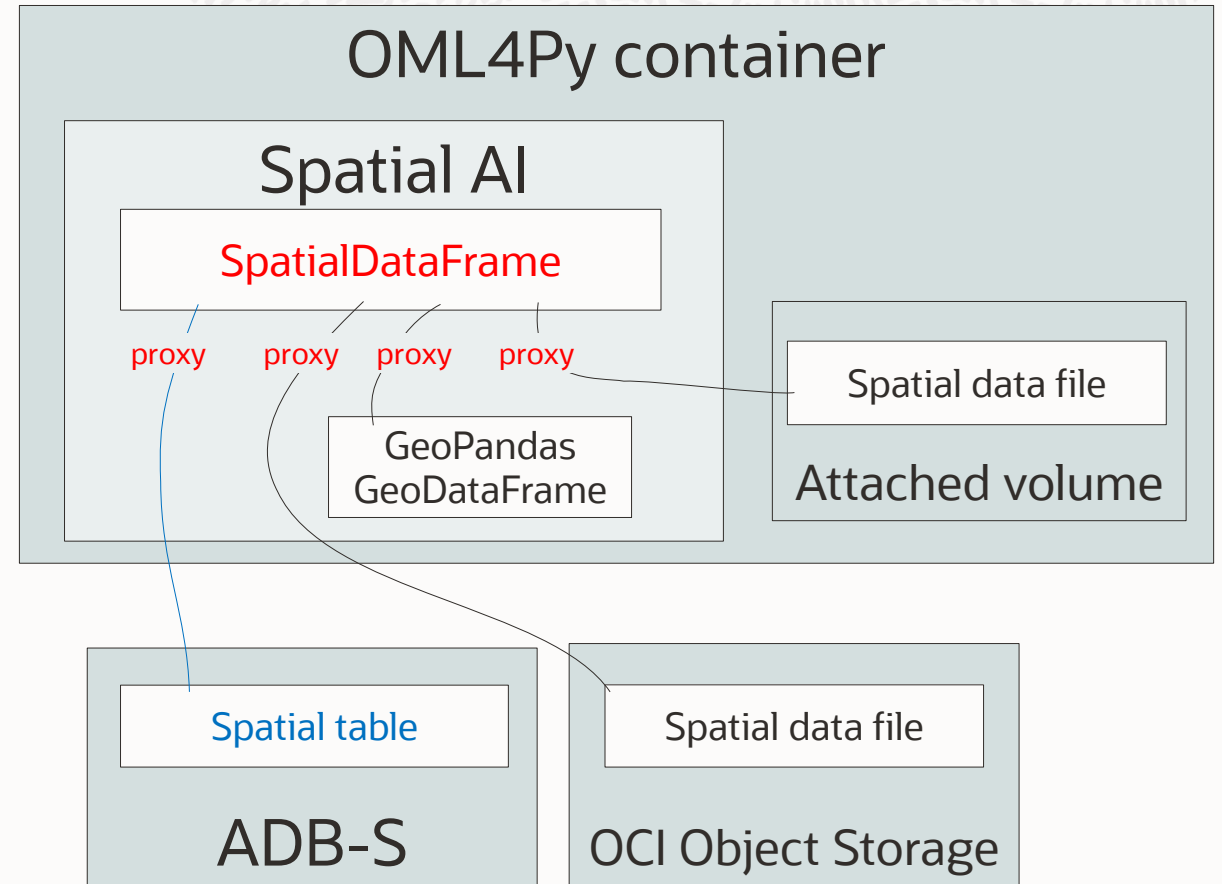 OML4Py container
Spatial AI
SpatialDataFrame
proxy
proxy
proxy
proxy
Spatial data file
GeoPandas
GeoDataFrame
Attached volume
Spatial table
Spatial data file
ADB-S
OCI Object Storage